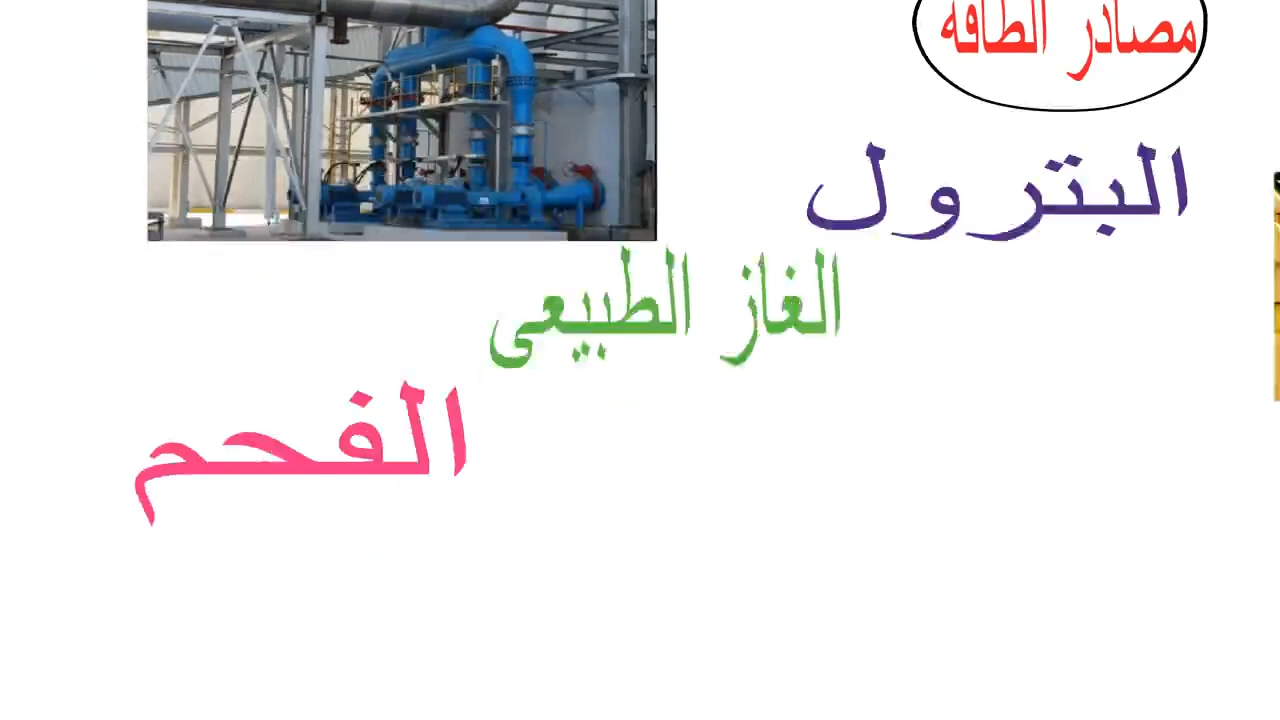 مصادر الطاقه
البترول
الغاز الطبيعى
الفحم